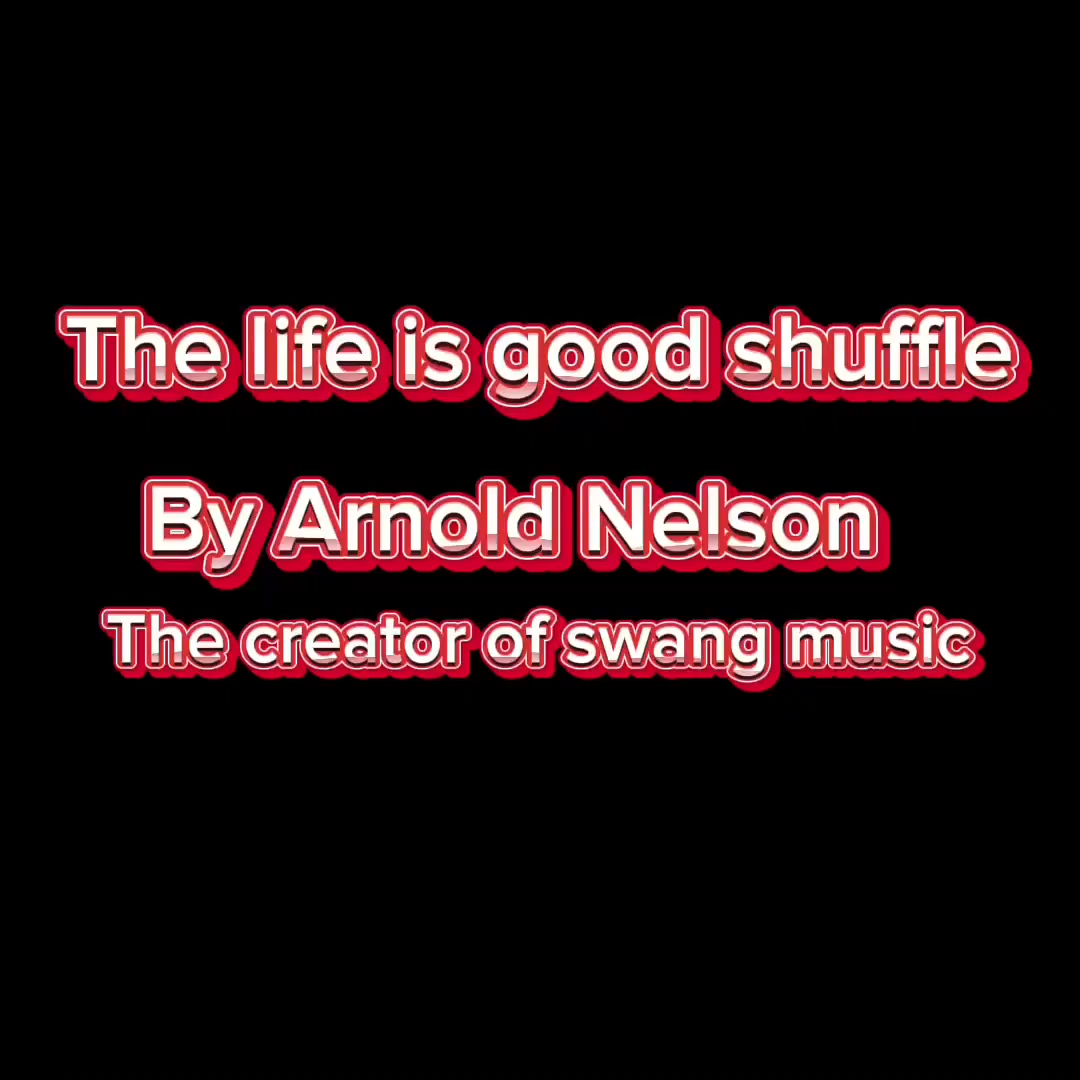 The life is good shuffle
By Arnold Nelson
The creator of swang music